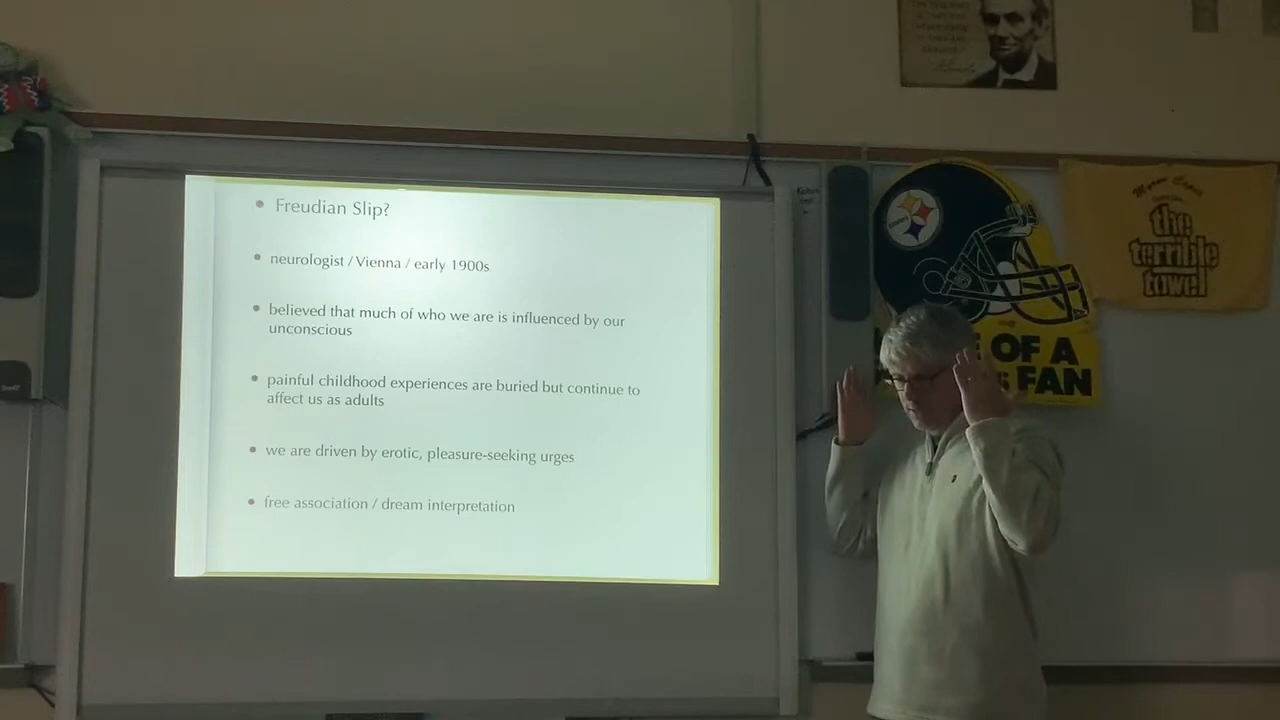 Freudian Slip?
neurologist / Vienna / early 1900s
believed that much of who we are is influenced by our
unconscious
painful childhood experiences are buried but continue to
affect us as adults
we are driven by erotic, pleasure-seeking urges
free association / dream interpretation
OF A
FAN
the
terrible
towel